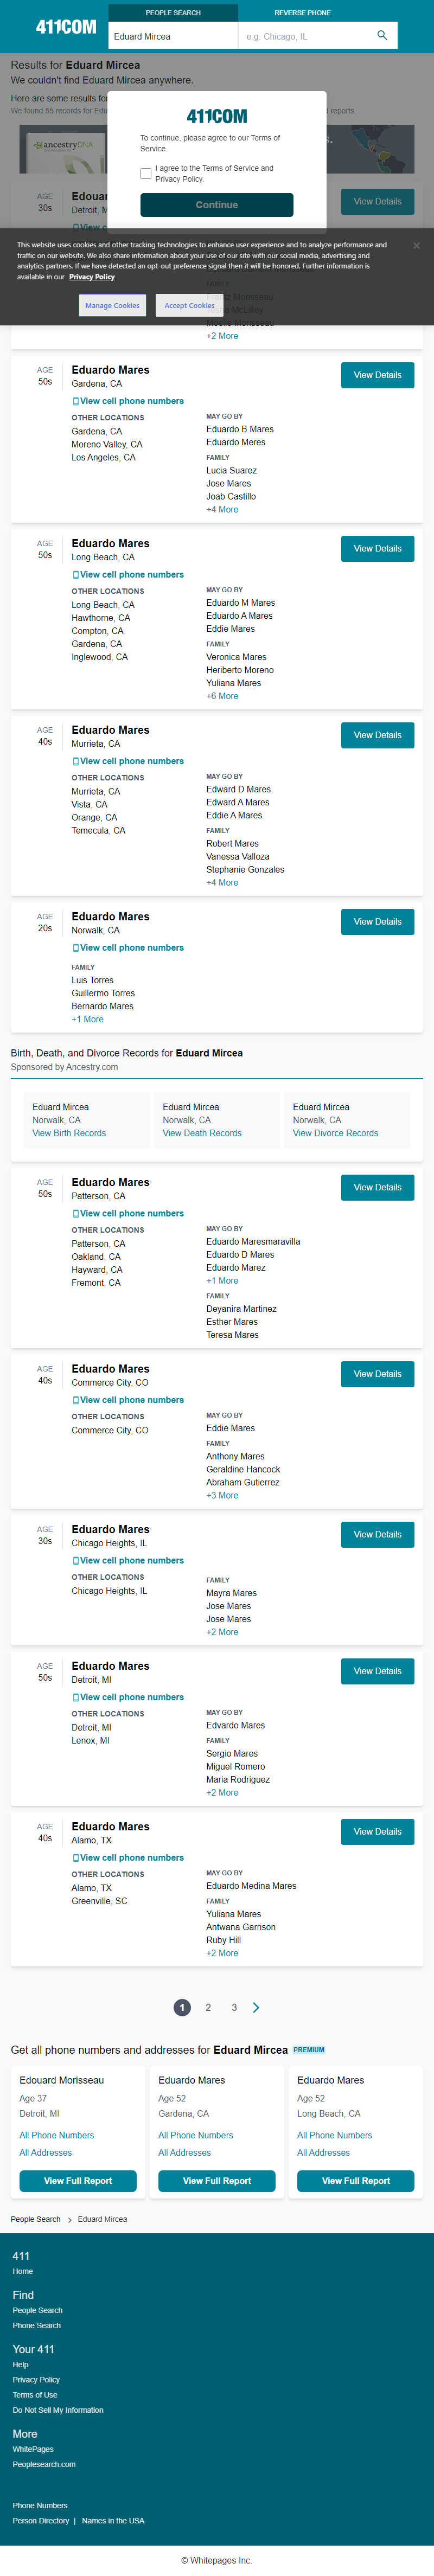 411COM
PEOPLE SEARCH
REVERSE PHONE
Eduard Mircea
e.g. Chicago, IL
Results for Eduard Mircea
We couldn't find Eduard Mircea anywhere.
Here are some results for
We found 55 records for Edu
reports.
ancestryDNA
411COM
To continue, please agree to our Terms of
Service.
I agree to the Terms of Service and
Privacy Policy.
Continue
AGE
30s
Edouar
Detroit, M
View c
View Details
This website uses cookies and other tracking technologies to enhance user experience and to analyze performance and
traffic on our website. We also share information about your use of our site with our social media, advertising and
analytics partners. If we have detected an opt-out preference signal then it will be honored. Further information is
available in our Privacy Policy
Manage Cookies
Accept Cookies
FAMILY
Morisseau
McLilley
Morisseau
+2 More
AGE
50s
Eduardo Mares
Gardena, CA
View Details
View cell phone numbers
OTHER LOCATIONS
Gardena, CA
Moreno Valley, CA
Los Angeles, CA
MAY GO BY
Eduardo B Mares
Eduardo Meres
FAMILY
Lucia Suarez
Jose Mares
Joab Castillo
+4 More
AGE
50s
Eduardo Mares
Long Beach, CA
View Details
View cell phone numbers
OTHER LOCATIONS
Long Beach, CA
Hawthorne, CA
Compton, CA
Gardena, CA
Inglewood, CA
MAY GO BY
Eduardo M Mares
Eduardo A Mares
Eddie Mares
FAMILY
Veronica Mares
Heriberto Moreno
Yuliana Mares
+6 More
AGE
40s
Eduardo Mares
Murrieta, CA
View Details
View cell phone numbers
OTHER LOCATIONS
Murrieta, CA
Vista, CA
Orange, CA
Temecula, CA
MAY GO BY
Edward D Mares
Edward A Mares
Eddie A Mares
FAMILY
Robert Mares
Vanessa Valloza
Stephanie Gonzales
+4 More
AGE
20s
Eduardo Mares
Norwalk, CA
View Details
View cell phone numbers
FAMILY
Luis Torres
Guillermo Torres
Bernardo Mares
+1 More
Birth, Death, and Divorce Records for Eduard Mircea
Sponsored by Ancestry.com
Eduard Mircea
Norwalk, CA
View Birth Records
Eduard Mircea
Norwalk, CA
View Death Records
Eduard Mircea
Norwalk, CA
View Divorce Records
AGE
50s
Eduardo Mares
Patterson, CA
View Details
View cell phone numbers
OTHER LOCATIONS
Patterson, CA
Oakland, CA
Hayward, CA
Fremont, CA
MAY GO BY
Eduardo Maresmaravilla
Eduardo D Mares
Eduardo Marez
+1 More
FAMILY
Deyanira Martinez
Esther Mares
Teresa Mares
AGE
40s
Eduardo Mares
Commerce City, CO
View Details
View cell phone numbers
OTHER LOCATIONS
Commerce City, CO
MAY GO BY
Eddie Mares
FAMILY
Anthony Mares
Geraldine Hancock
Abraham Gutierrez
+3 More
AGE
30s
Eduardo Mares
Chicago Heights, IL
View Details
View cell phone numbers
OTHER LOCATIONS
Chicago Heights, IL
FAMILY
Mayra Mares
Jose Mares
Jose Mares
+2 More
AGE
50s
Eduardo Mares
Detroit, MI
View Details
View cell phone numbers
OTHER LOCATIONS
Detroit, MI
Lenox, MI
MAY GO BY
Edvardo Mares
FAMILY
Sergio Mares
Miguel Romero
Maria Rodriguez
+2 More
AGE
40s
Eduardo Mares
Alamo, TX
View Details
View cell phone numbers
OTHER LOCATIONS
Alamo, TX
Greenville, SC
MAY GO BY
Eduardo Medina Mares
FAMILY
Yuliana Mares
Antwana Garrison
Ruby Hill
+2 More
1 2 3
Get all phone numbers and addresses for Eduard Mircea PREMIUM
Edouard Morisseau
Age 37
Detroit, MI
All Phone Numbers
All Addresses
View Full Report
Eduardo Mares
Age 52
Gardena, CA
All Phone Numbers
All Addresses
View Full Report
Eduardo Mares
Age 52
Long Beach, CA
All Phone Numbers
All Addresses
View Full Report
People Search > Eduard Mircea
411
Home
Find
People Search
Phone Search
Your 411
Help
Privacy Policy
Terms of Use
Do Not Sell My Information
More
WhitePages
Peoplesearch.com
Phone Numbers
Person Directory | Names in the USA
© Whitepages Inc.